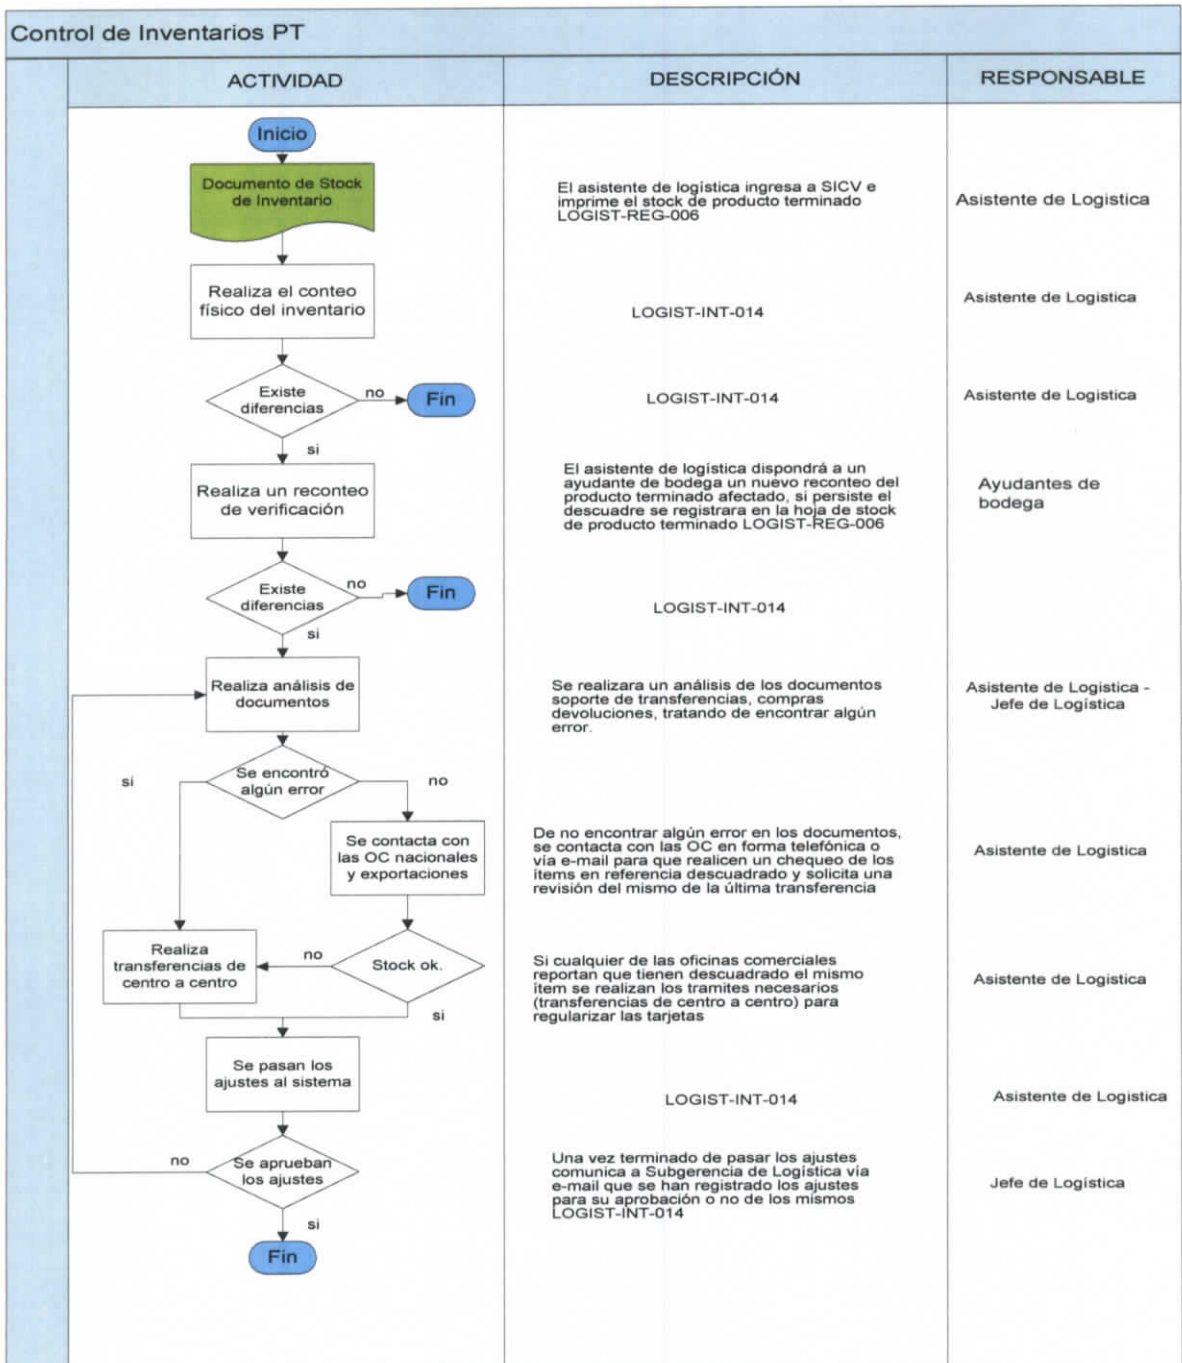 Control de Inventarios PT
ACTIVIDAD
DESCRIPCIÓN
RESPONSABLE
Inicio
Documento de Stock
de Inventario
El asistente de logística ingresa a SICV e
imprime el stock de producto terminado
LOGIST-REG-006
Asistente de Logistica
Realiza el conteo
físico del inventario
LOGIST-INT-014
Asistente de Logistica
Existe
diferencias
no
Fin
LOGIST-INT-014
Asistente de Logistica
si
Realiza un reconteo
de verificación
El asistente de logística dispondrá a un
ayudante de bodega un nuevo reconteo del
producto terminado afectado, si persiste el
descuadre se registrara en la hoja de stock
de producto terminado LOGIST-REG-006
Ayudantes de
bodega
Existe
diferencias
no
Fin
LOGIST-INT-014
si
Realiza análisis de
documentos
Se realizara un análisis de los documentos
soporte de transferencias, compras
devoluciones, tratando de encontrar algún
error.
Asistente de Logistica -
Jefe de Logística
Se encontró
algún error
si
no
Se contacta con
las OC nacionales
y exportaciones
De no encontrar algún error en los documentos,
se contacta con las OC en forma telefónica o
vía e-mail para que realicen un chequeo de los
ítems en referencia descuadrado y solicita una
revisión del mismo de la última transferencia
Asistente de Logistica
Realiza
transferencias de
centro a centro
no
Stock ok.
si
Si cualquier de las oficinas comerciales
reportan que tienen descuadrado el mismo
ítem se realizan los tramites necesarios
(transferencias de centro a centro) para
regularizar las tarjetas
Asistente de Logistica
Se pasan los
ajustes al sistema
LOGIST-INT-014
Asistente de Logistica
no
Se aprueban
los ajustes
Una vez terminado de pasar los ajustes
comunica a Subgerencia de Logística vía
e-mail que se han registrado los ajustes
para su aprobación o no de los mismos
LOGIST-INT-014
Jefe de Logística
si
Fin